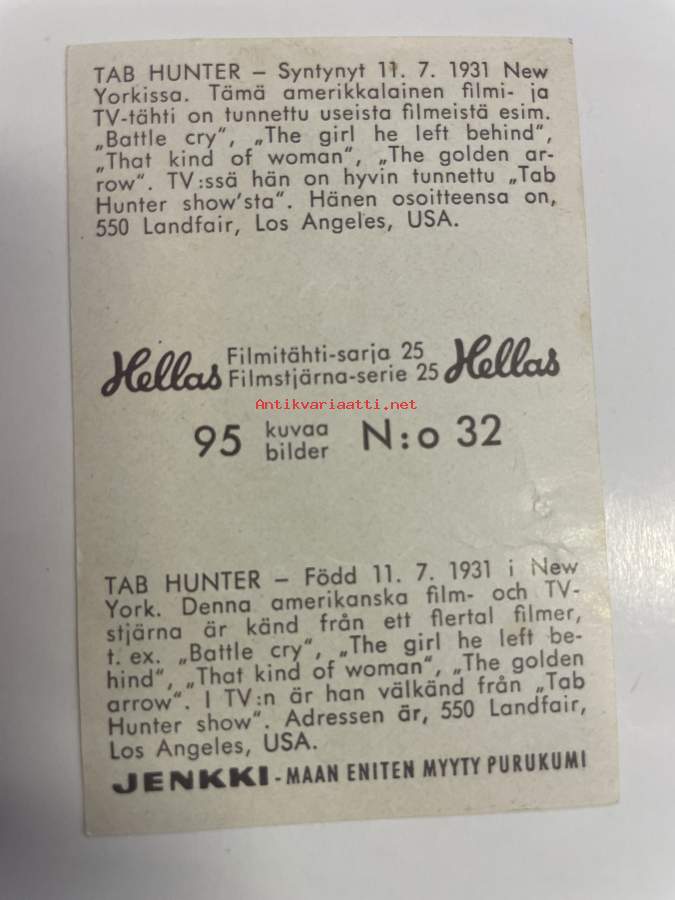 TAB HUNTER – Syntynyt 11. 7. 1931 New
Yorkissa. Tämä amerikkalainen filmi- ja
TV-tähti on tunnettu useista filmeistä esim.
„Battle cry“, „The girl he left behind“,
„That kind of woman“, „The golden ar-
row“. TV:ssä hän on hyvin tunnettu „Tab
Hunter show'sta“. Hänen osoitteensa on,
550 Landfair, Los Angeles, USA.
Hellas Filmitähti-sarja 25 Hellas
Filmstjärna-serie 25
Antikvariaatti.net
95 kuvaa N:o 32
bilder
TAB HUNTER – Född 11. 7. 1931 i New
York. Denna amerikanska film- och TV-
stjärna är känd från ett flertal filmer,
t. ex. „Battle cry“, „The girl he left be-
hind“, „That kind of woman“, „The golden
arrow“. I TV:n är han välkänd från „Tab
Hunter show“. Adressen är, 550 Landfair,
Los Angeles, USA.
JENKKI - MAAN ENITEN MYYTY PURUKUMI